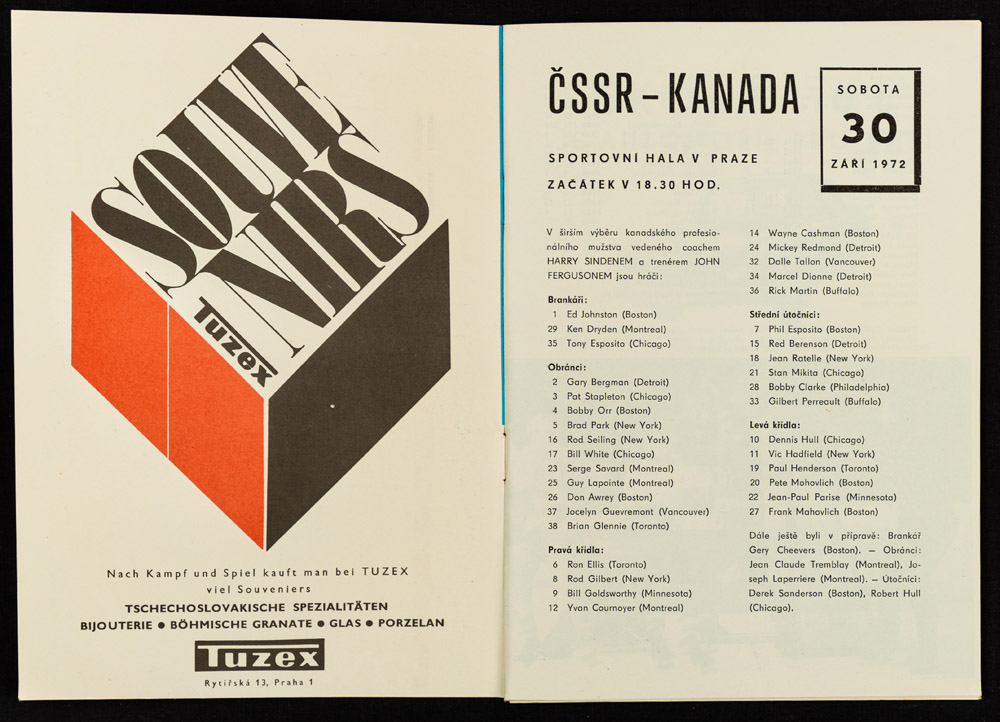 SOUVE
NIRS
Tuzex
Nach Kampf und Spiel kauft man bei TUZEX
viel Souveniers
TSCHECHOSLOVAKISCHE SPEZIALITÄTEN
BIJOUTERIE ● BÖHMISCHE GRANATE ● GLAS ● PORZELAN
Tuzex
Rytířská 13, Praha 1
ČSSR – KANADA
SPORTOVNÍ HALA V PRAZE
ZAČÁTEK V 18.30 HOD.
SOBOTA
30
ZÁŘÍ 1972
V širším výběru kanadského profesio-
nálního mužstva vedeného coachem
HARRY SINDENEM a trenérem JOHN
FERGUSONEM jsou hráči:
Brankáři:
1 Ed Johnston (Boston)
29 Ken Dryden (Montreal)
35 Tony Esposito (Chicago)
Obránci:
2 Gary Bergman (Detroit)
3 Pat Stapleton (Chicago)
4 Bobby Orr (Boston)
5 Brad Park (New York)
16 Rod Seiling (New York)
17 Bill White (Chicago)
23 Serge Savard (Montreal)
25 Guy Lapointe (Montreal)
26 Don Awrey (Boston)
37 Jocelyn Guevremont (Vancouver)
38 Brian Glennie (Toronto)
Pravá křídla:
6 Ron Ellis (Toronto)
8 Rod Gilbert (New York)
9 Bill Goldsworthy (Minnesota)
12 Yvan Cournoyer (Montreal)
14 Wayne Cashman (Boston)
24 Mickey Redmond (Detroit)
32 Dalle Tallon (Vancouver)
34 Marcel Dionne (Detroit)
36 Rick Martin (Buffalo)
Střední útočníci:
7 Phil Esposito (Boston)
15 Red Berenson (Detroit)
18 Jean Ratelle (New York)
21 Stan Mikita (Chicago)
28 Bobby Clarke (Philadelphia)
33 Gilbert Perreault (Buffalo)
Levá křídla:
10 Dennis Hull (Chicago)
11 Vic Hadfield (New York)
19 Paul Henderson (Toronto)
20 Pete Mohovlich (Boston)
22 Jean-Paul Parise (Minnesota)
27 Frank Mahovlich (Boston)
Dále ještě byli v přípravě: Brankář
Gery Cheevers (Boston). — Obránci:
Jean Claude Tremblay (Montreal), Jo-
seph Laperriere (Montreal). — Útočníci:
Derek Sanderson (Boston), Robert Hull
(Chicago).